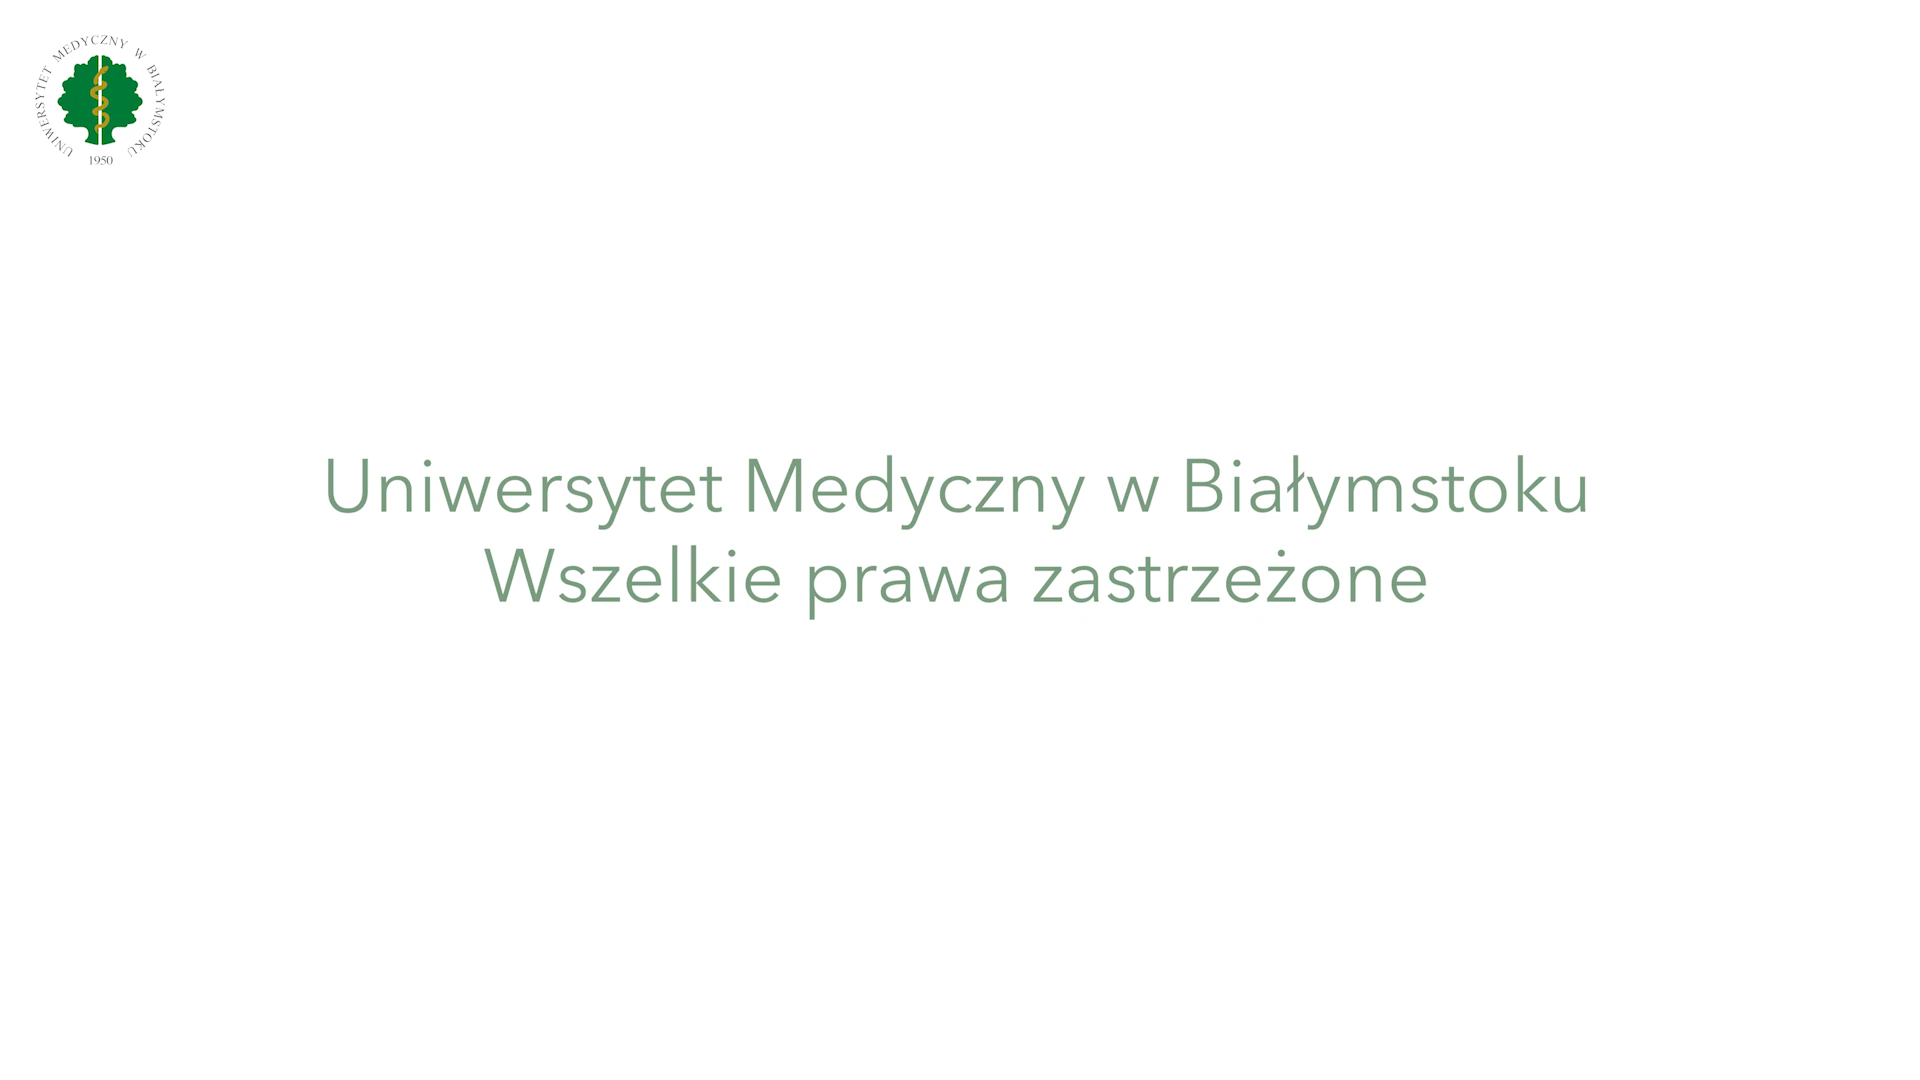 UNIWERSYTET MEDYCZNY W BIAŁYMSTOKU
1950
Uniwersytet Medyczny w Białymstoku
Wszelkie prawa zastrzeżone